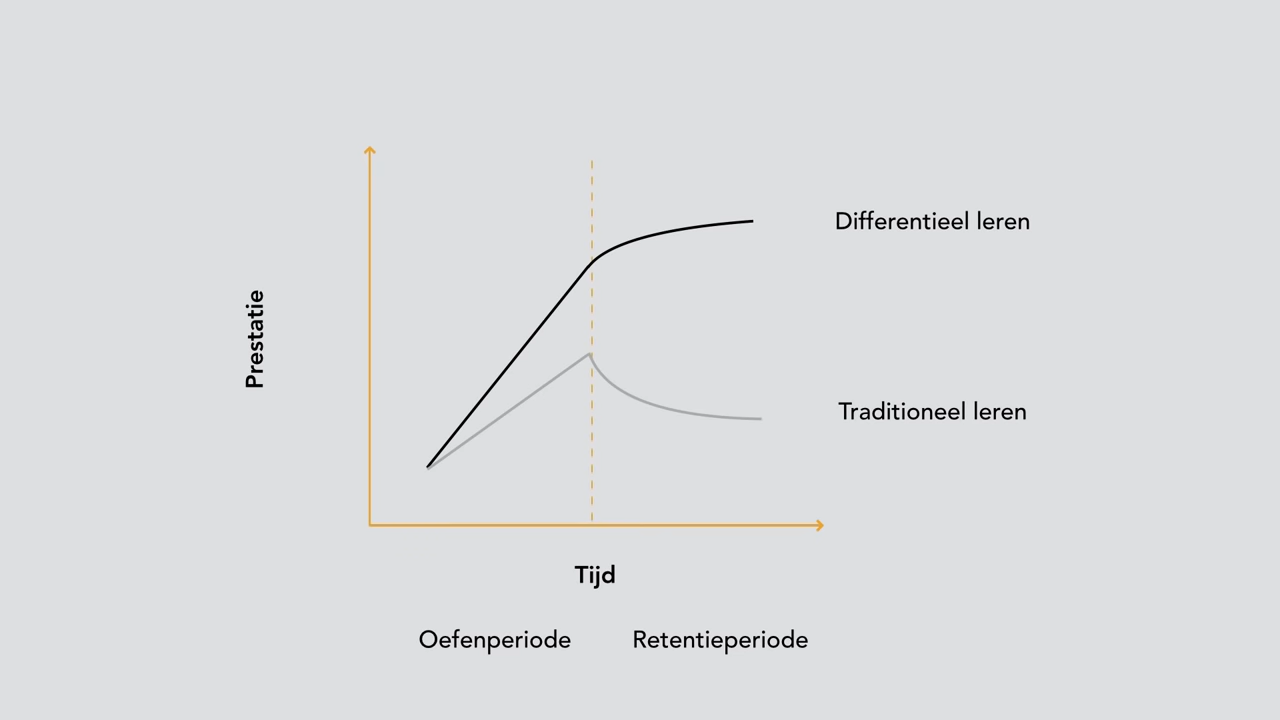 Differentieel leren
Prestatie
Traditioneel leren
Tijd
Oefenperiode
Retentieperiode